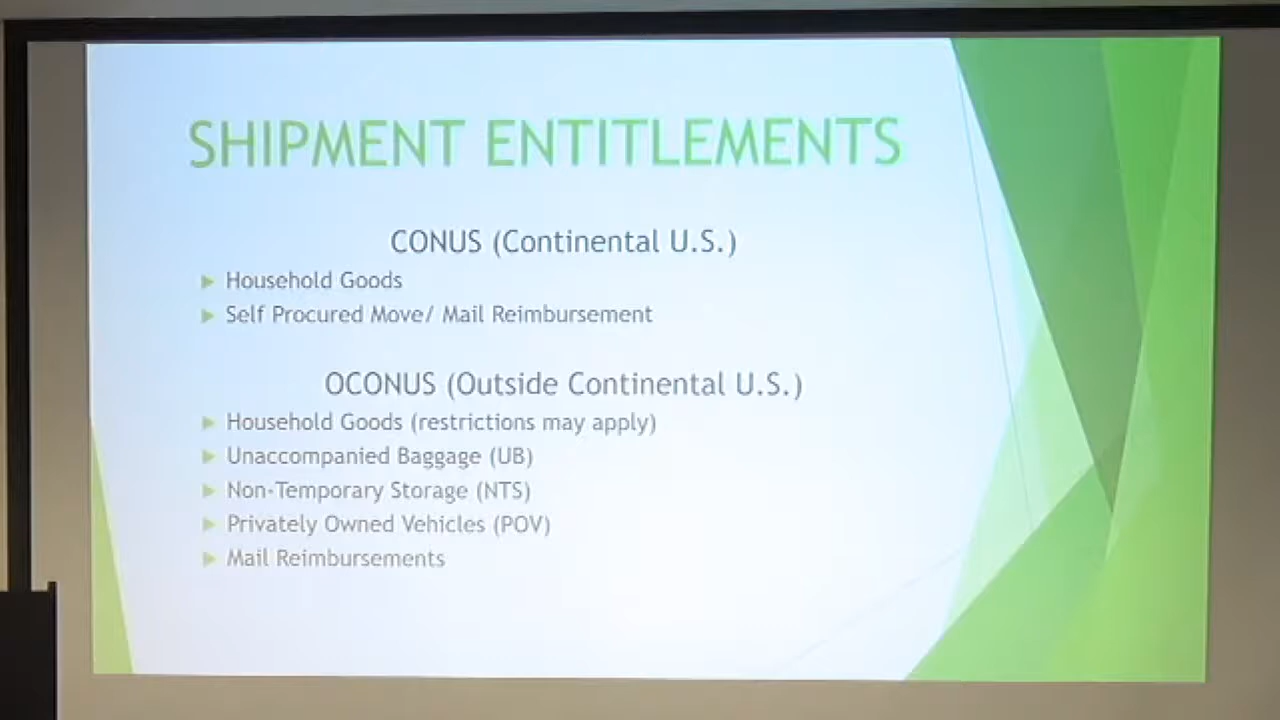 SHIPMENT ENTITLEMENTS
CONUS (Continental U.S.)
Household Goods
Self Procured Move/ Mail Reimbursement
OCONUS (Outside Continental U.S.)
Household Goods (restrictions may apply)
Unaccompanied Baggage (UB)
Non-Temporary Storage (NTS)
Privately Owned Vehicles (POV)
Mail Reimbursements